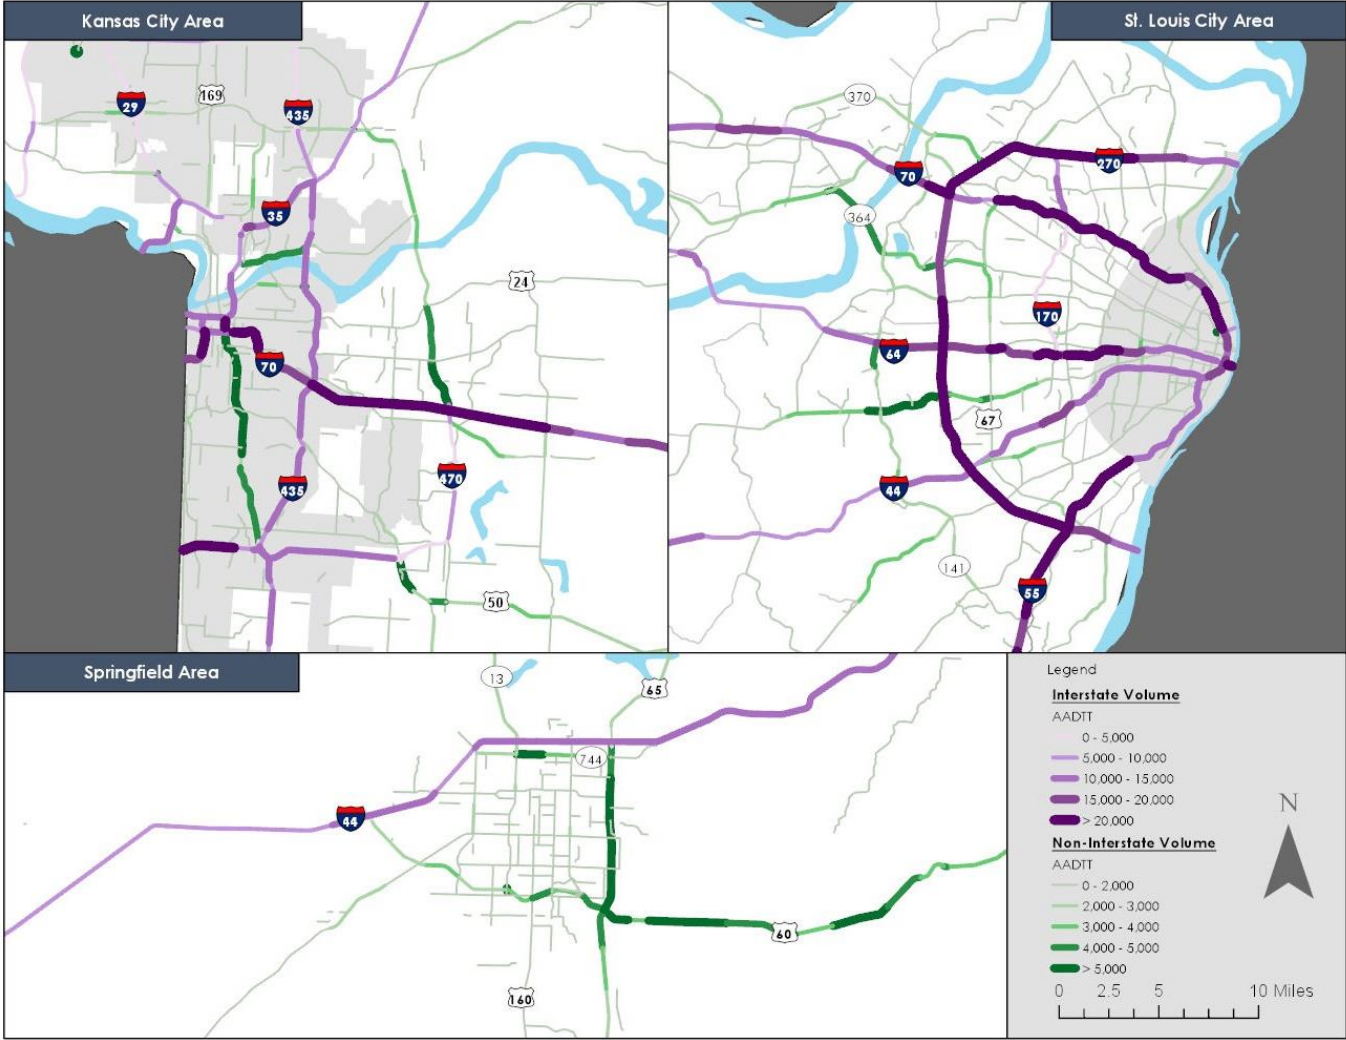 Kansas City Area
St. Louis City Area
29
169
435
35
24
70
470
435
50
370
270
70
364
170
64
67
44
141
55
Springfield Area
13
65
744
44
60
160
Legend
Interstate Volume
AADTT
0 - 5,000
5,000 - 10,000
10,000 - 15,000
15,000 - 20,000
> 20,000
Non-Interstate Volume
AADTT
0 - 2,000
2,000 - 3,000
3,000 - 4,000
4,000 - 5,000
> 5,000
N
0 2.5 5 10 Miles